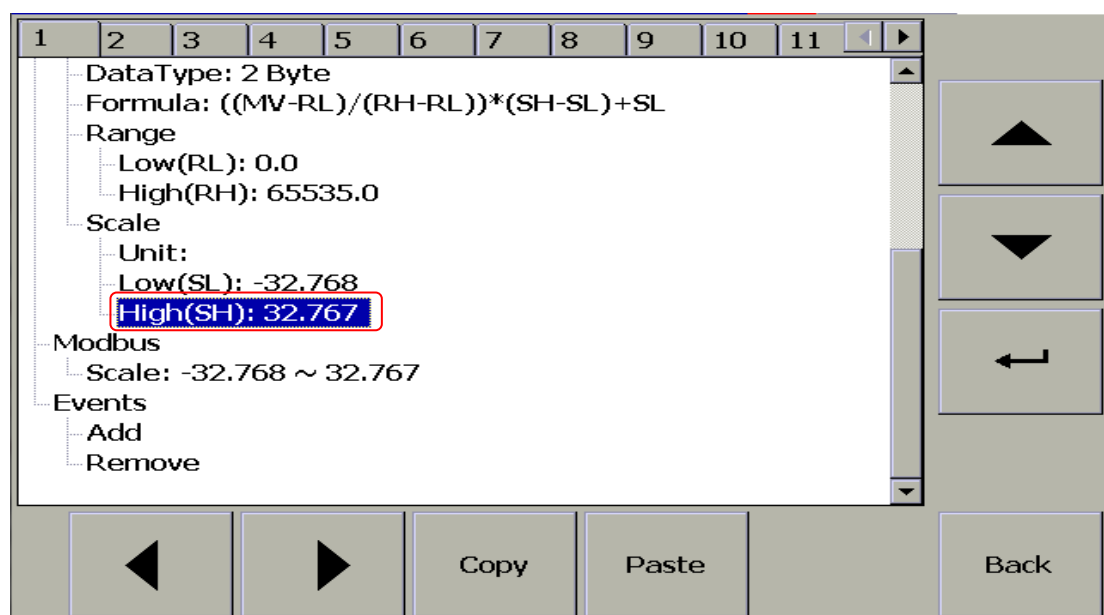 1 2 3 4 5 6 7 8 9 10 11
DataType: 2 Byte
Formula: ((MV-RL)/(RH-RL))*(SH-SL)+SL
Range
Low(RL): 0.0
High(RH): 65535.0
Scale
Unit:
Low(SL): -32.768
High(SH): 32.767
Modbus
Scale: -32.768 ~ 32.767
Events
Add
Remove
Copy Paste Back